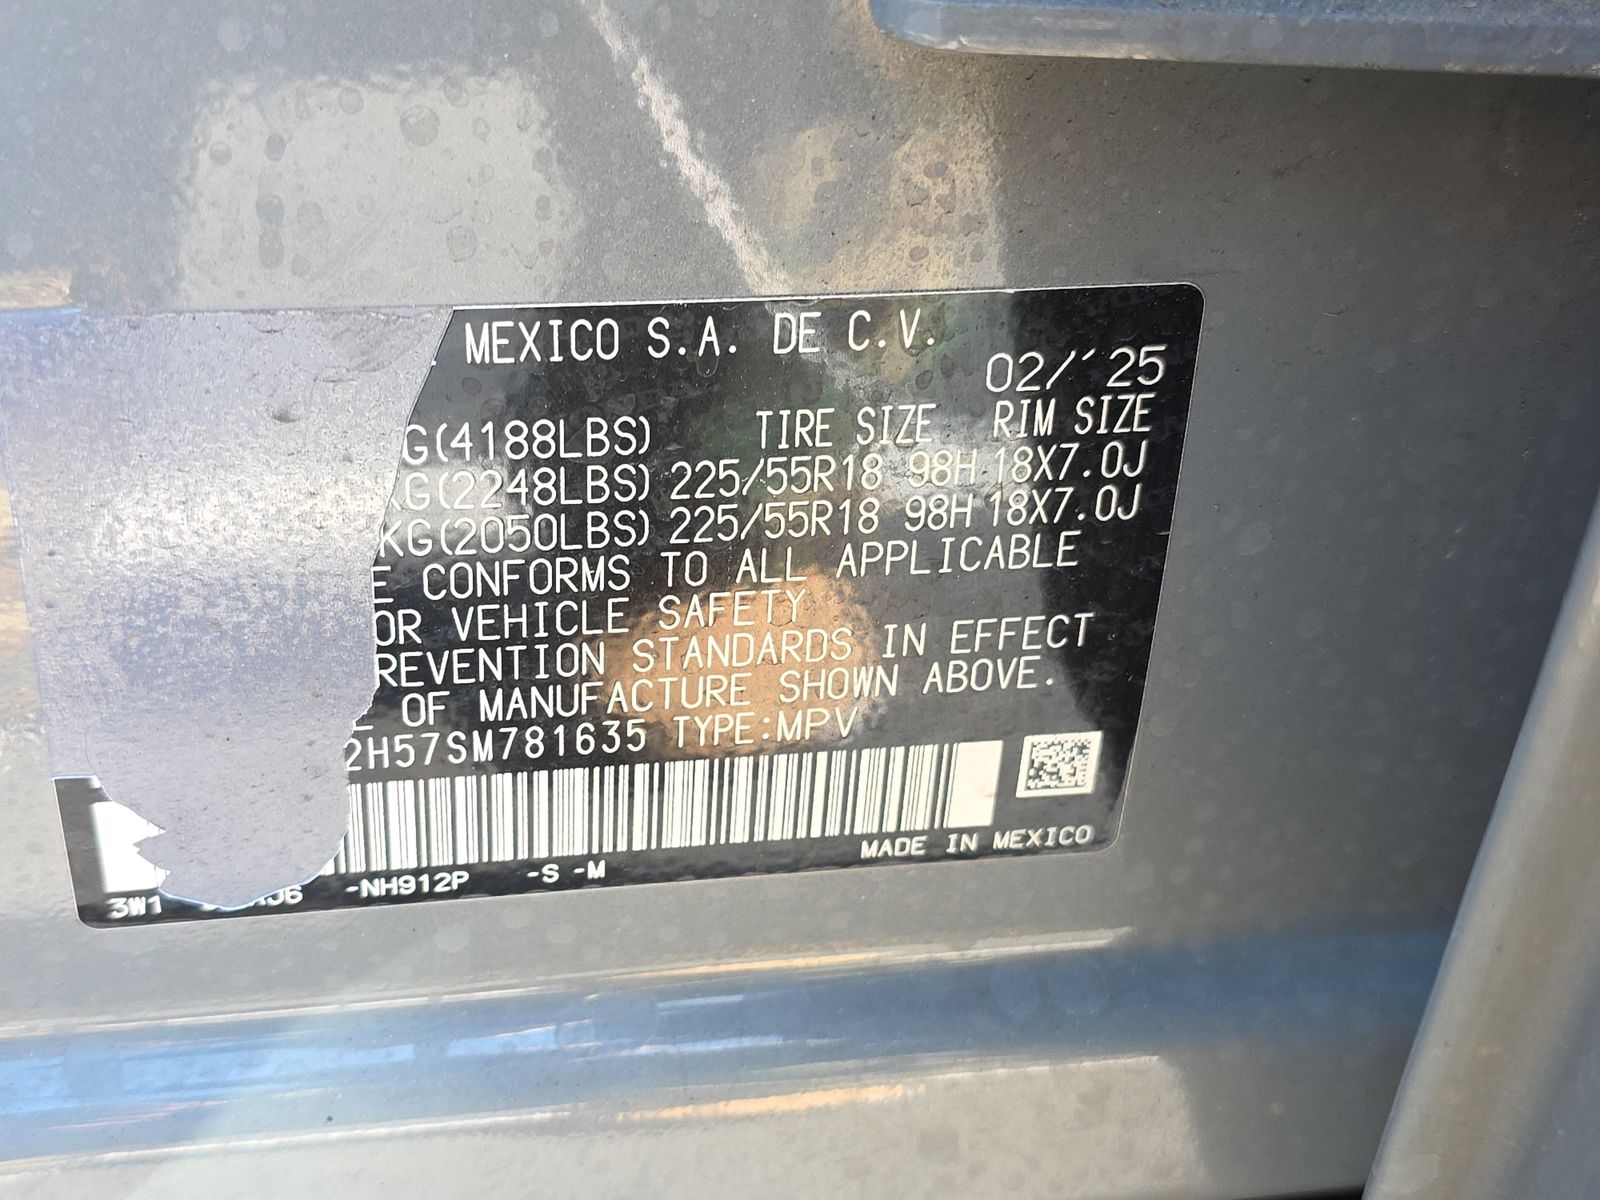 MEXICO S.A. DE C.V.
02/'25
G(4188LBS) TIRE SIZE RIM SIZE
KG(2248LBS) 225/55R18 98H 18X7.0J
KG(2050LBS) 225/55R18 98H 18X7.0J
E CONFORMS TO ALL APPLICABLE
OR VEHICLE SAFETY
REVENTION STANDARDS IN EFFECT
E OF MANUFACTURE SHOWN ABOVE.
2H57SM781635 TYPE:MPV
MADE IN MEXICO
3W1 J6 -NH912P -S -M